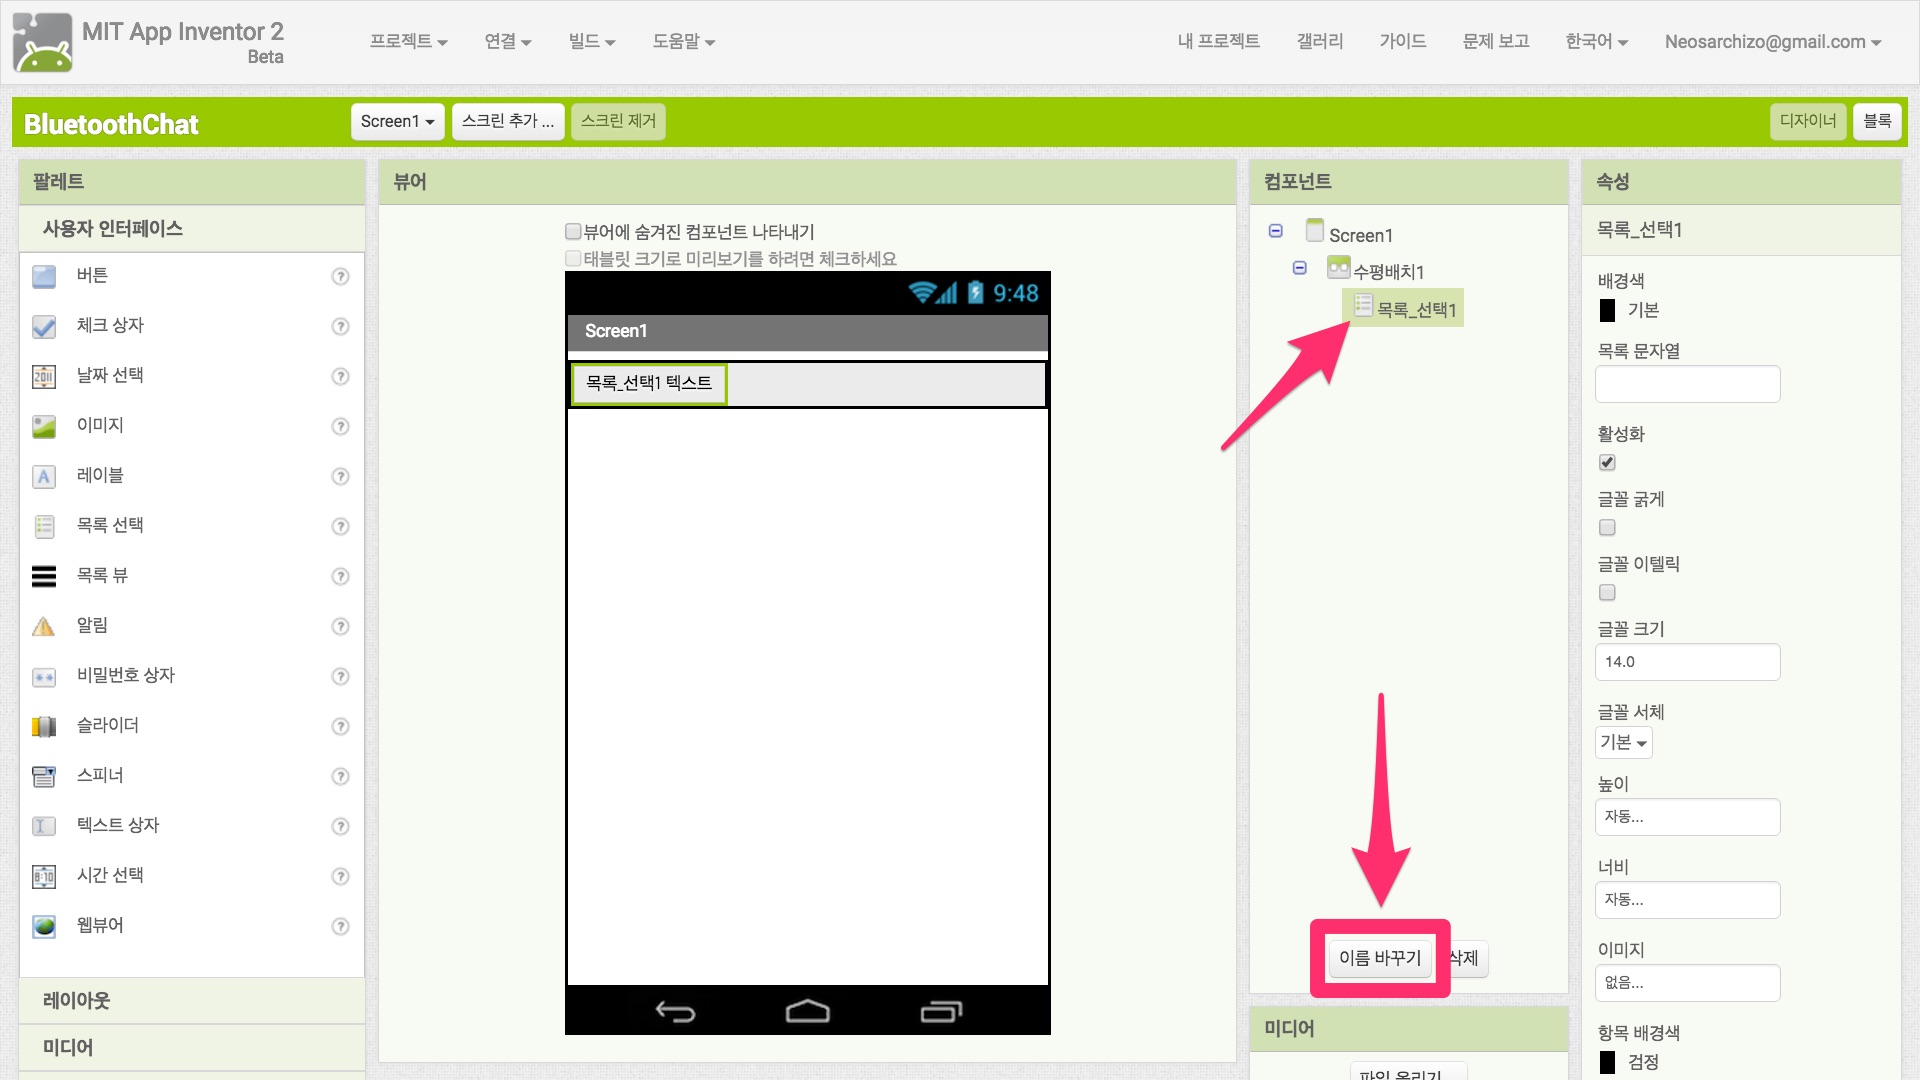 MIT App Inventor 2
Beta
프로젝트 연결 빌드 도움말
내 프로젝트 갤러리 가이드 문제 보고 한국어 Neosarchizo@gmail.com
BluetoothChat
Screen1 스크린 추가 ... 스크린 제거
디자이너 블록
팔레트
사용자 인터페이스
버튼 ?
체크 상자 ?
2011 날짜 선택 ?
이미지 ?
A 레이블 ?
목록 선택 ?
목록 뷰 ?
알림 ?
비밀번호 상자 ?
슬라이더 ?
스피너 ?
텍스트 상자 ?
8:10 시간 선택 ?
웹뷰어 ?
레이아웃
미디어
뷰어
뷰어에 숨겨진 컴포넌트 나타내기
태블릿 크기로 미리보기를 하려면 체크하세요
9:48
Screen1
목록_선택1 텍스트
컴포넌트
Screen1
수평배치1
목록_선택1
이름 바꾸기 삭제
미디어
파일 올리기 ...
속성
목록_선택1
배경색
기본
목록 문자열
활성화
글꼴 굵게
글꼴 이텔릭
글꼴 크기
14.0
글꼴 서체
기본
높이
자동...
너비
자동...
이미지
없음...
항목 배경색
검정